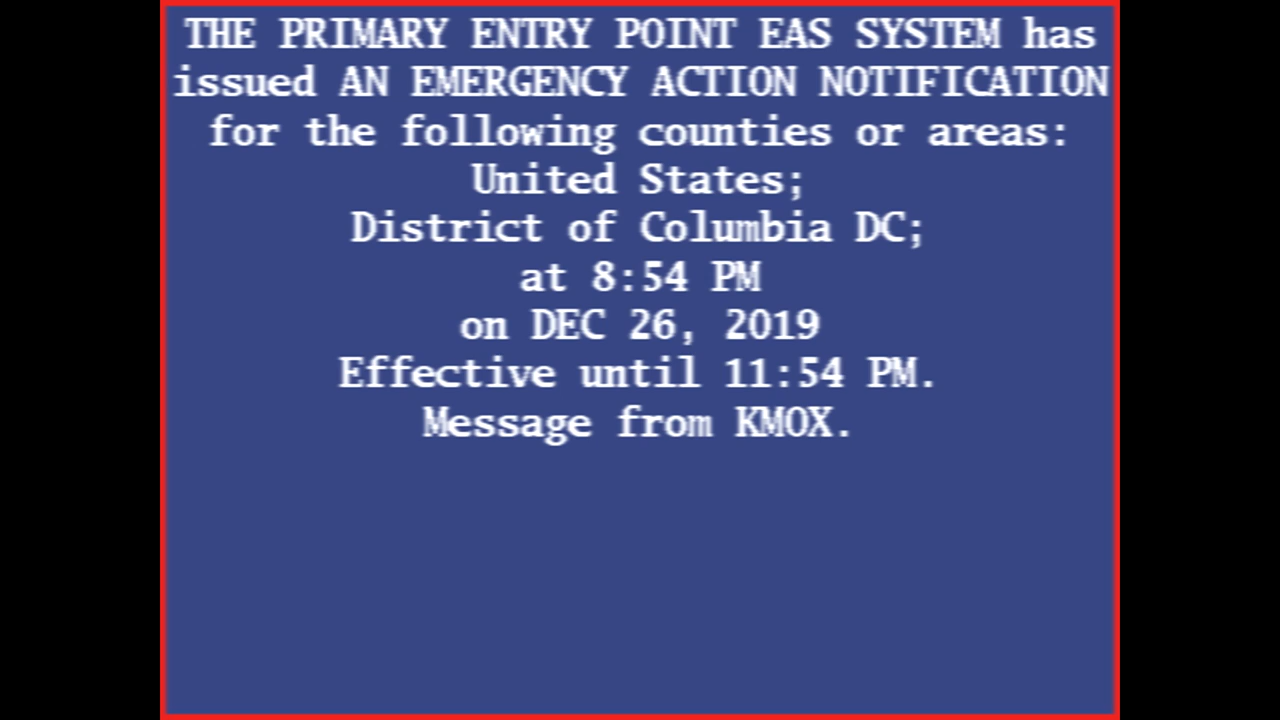 THE PRIMARY ENTRY POINT EAS SYSTEM has
issued AN EMERGENCY ACTION NOTIFICATION
for the following counties or areas:
United States;
District of Columbia DC;
at 8:54 PM
on DEC 26, 2019
Effective until 11:54 PM.
Message from KMOX.